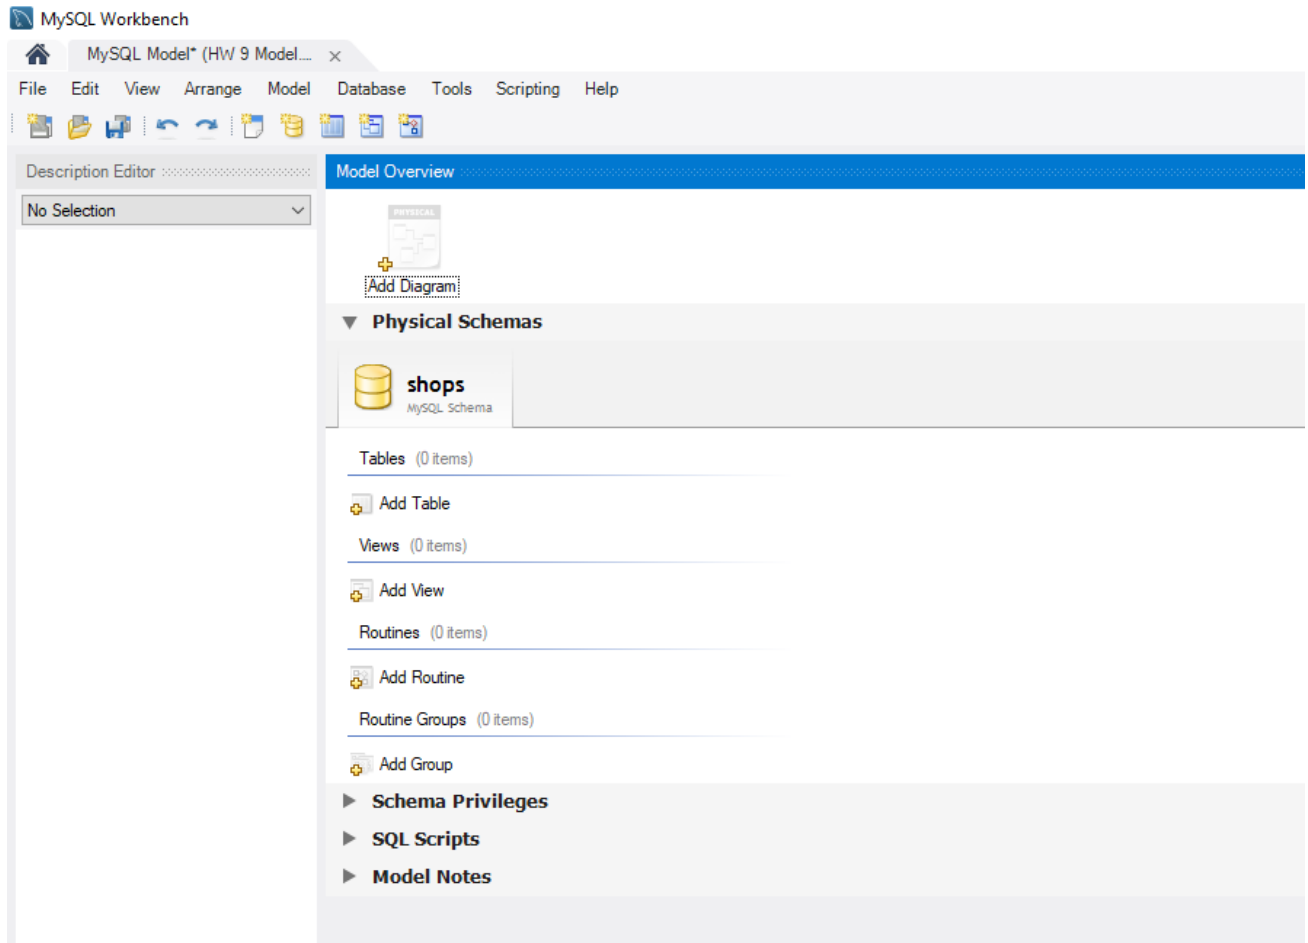 MySQL Workbench
MySQL Model* (HW 9 Model....
File Edit View Arrange Model Database Tools Scripting Help
Description Editor
Model Overview
No Selection
PHYSICAL
Add Diagram
Physical Schemas
shops
MySQL Schema
Tables (0 items)
Add Table
Views (0 items)
Add View
Routines (0 items)
Add Routine
Routine Groups (0 items)
Add Group
Schema Privileges
SQL Scripts
Model Notes